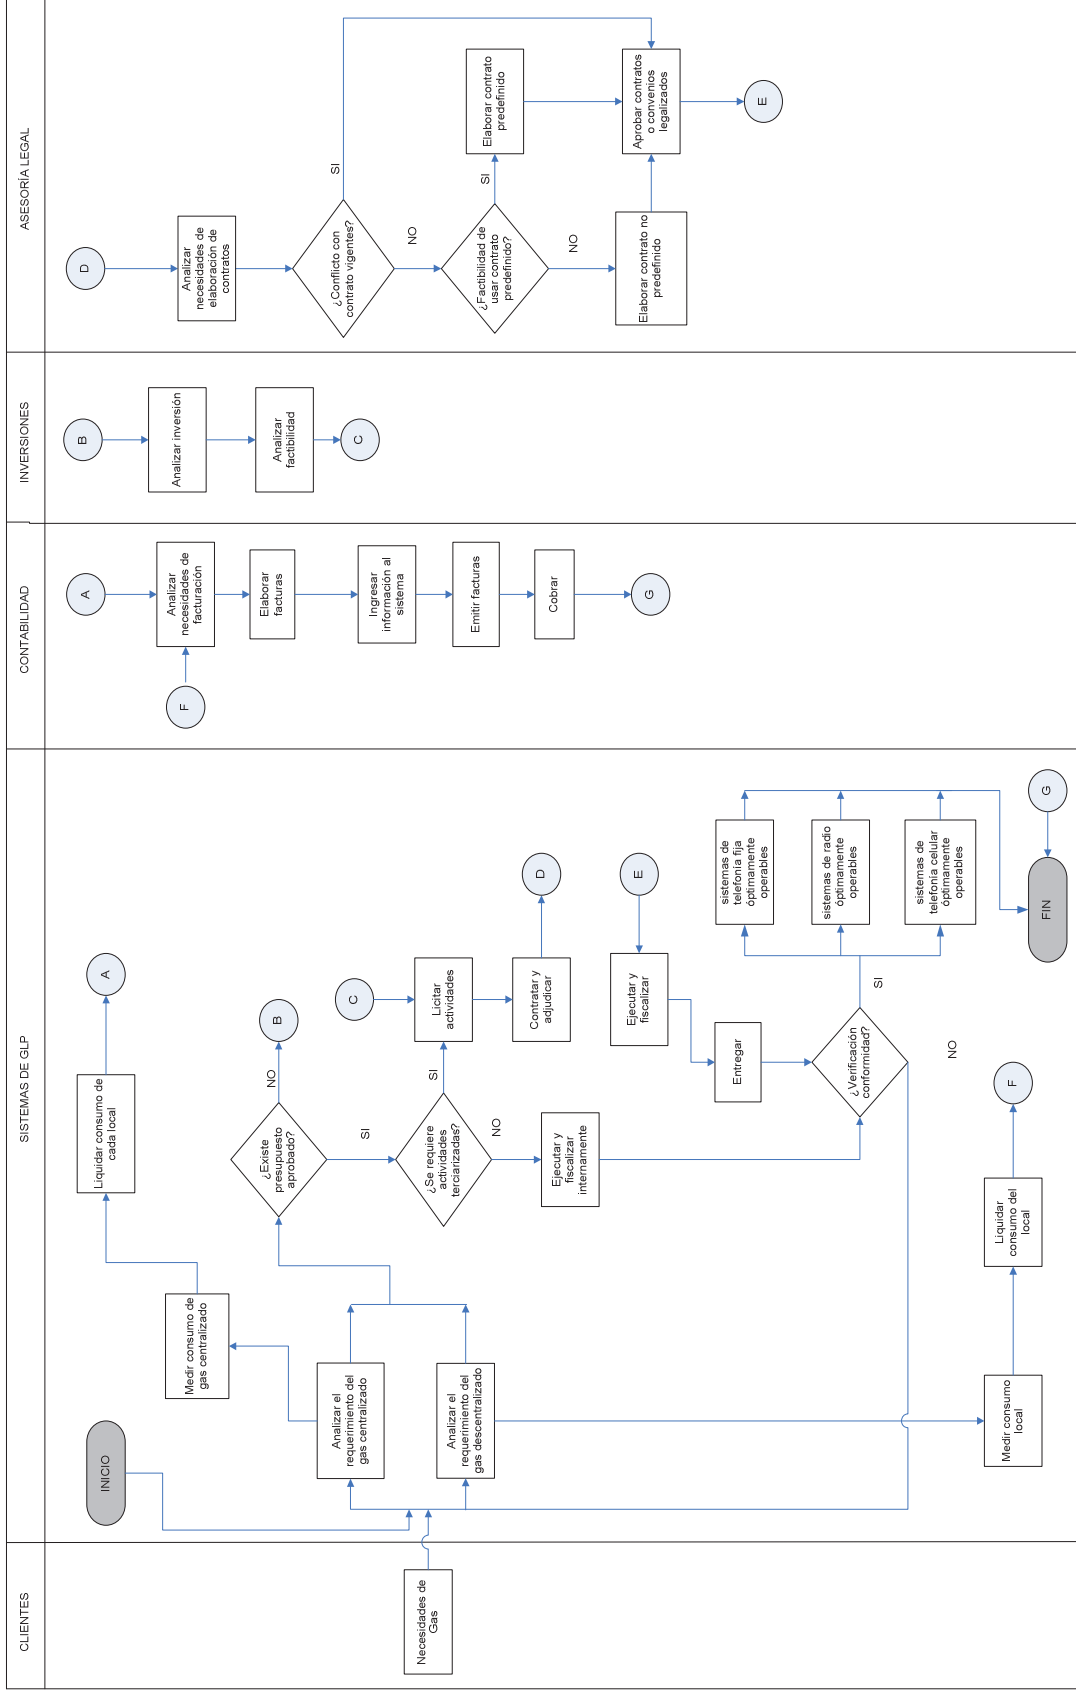 CLIENTES
SISTEMAS DE GLP
CONTABILIDAD
INVERSIONES
ASESORÍA LEGAL
Necesidades de
Gas
INICIO
Medir consumo de
gas centralizado
Liquidar consumo de
cada local
A
Analizar el
requerimiento del
gas centralizado
Analizar el
requerimiento del
gas descentralizado
¿Existe
presupuesto
aprobado?
NO
B
SI
¿Se requiere
actividades
terciarizadas?
SI
NO
Licitar
actividades
C
Contratar y
adjudicar
D
Ejecutar y
fiscalizar
internamente
E
Ejecutar y
fiscalizar
Entregar
¿Verificación
conformidad?
SI
NO
sistemas de
telefonía fija
óptimamente
operables
sistemas de radio
óptimamente
operables
sistemas de
telefonía celular
óptimamente
operables
Medir consumo
local
Liquidar
consumo del
local
F
G
FIN
A
F
Analizar
necesidades de
facturación
Elaborar
facturas
Ingresar
información al
sistema
Emitir facturas
Cobrar
G
B
Analizar inversión
Analizar
factibilidad
C
D
Analizar
necesidades de
elaboración de
contratos
¿Conflicto con
contrato vigentes?
SI
NO
¿Factibilidad de
usar contrato
predefinido?
SI
NO
Elaborar contrato
predefinido
Elaborar contrato no
predefinido
Aprobar contratos
o convenios
legalizados
E